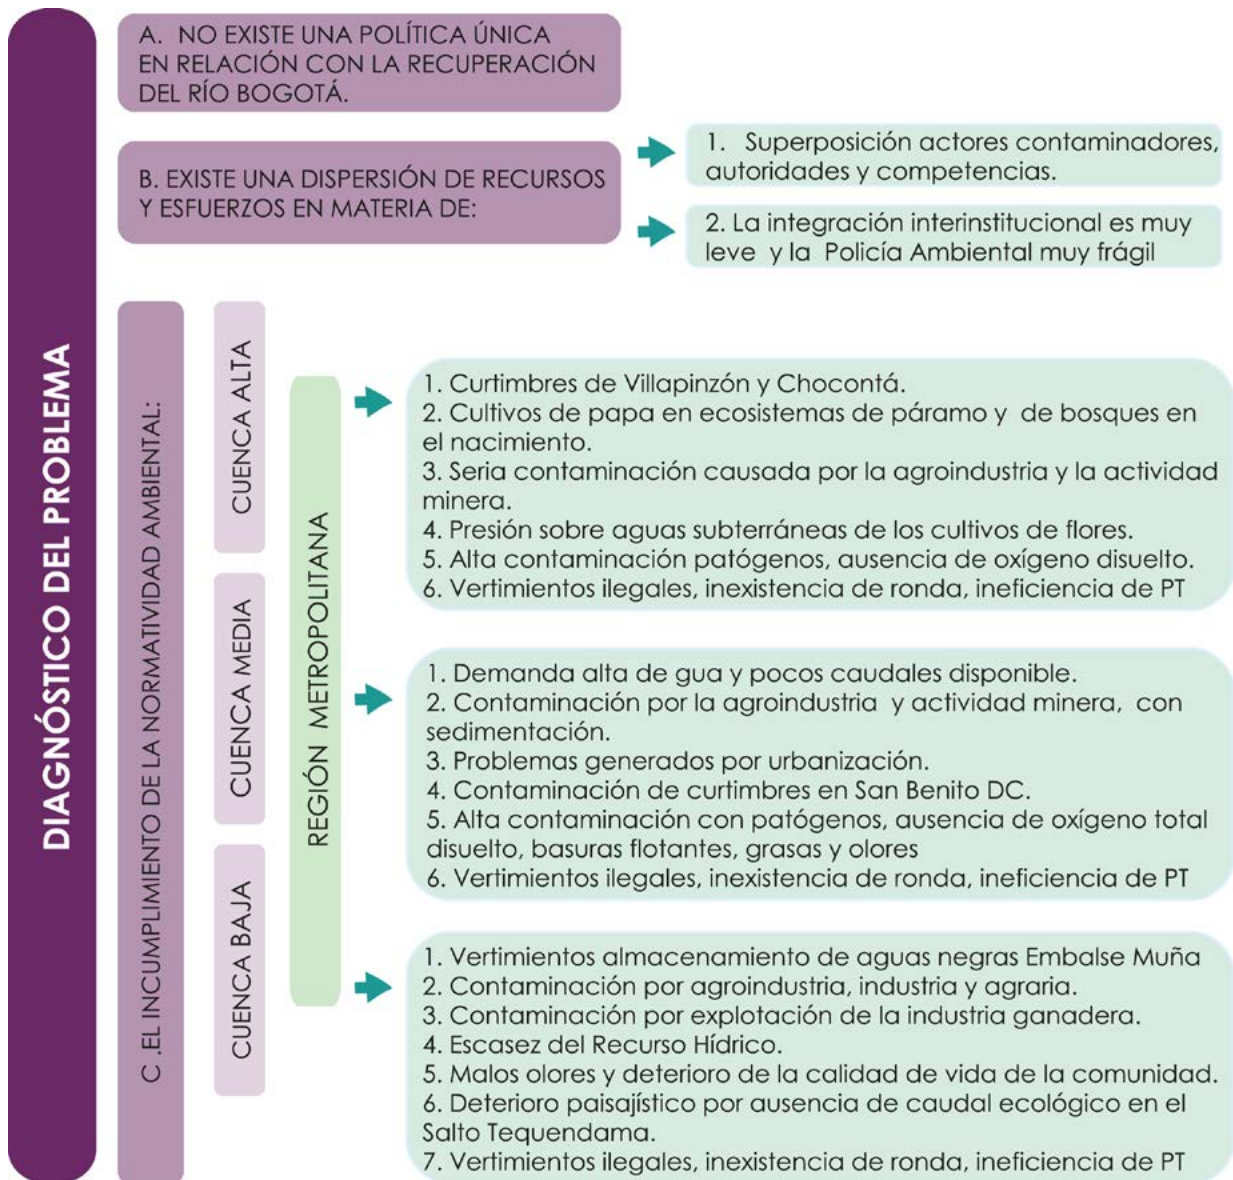 DIAGNÓSTICO DEL PROBLEMA
A. NO EXISTE UNA POLÍTICA ÚNICA
EN RELACIÓN CON LA RECUPERACIÓN
DEL RÍO BOGOTÁ.
B. EXISTE UNA DISPERSIÓN DE RECURSOS
Y ESFUERZOS EN MATERIA DE:
1. Superposición actores contaminadores,
autoridades y competencias.
2. La integración interinstitucional es muy
leve y la Policía Ambiental muy frágil
C .EL INCUMPLIMIENTO DE LA NORMATIVIDAD AMBIENTAL:
CUENCA ALTA
CUENCA MEDIA
CUENCA BAJA
REGIÓN METROPOLITANA
1. Curtimbres de Villapinzón y Chocontá.
2. Cultivos de papa en ecosistemas de páramo y de bosques en
el nacimiento.
3. Seria contaminación causada por la agroindustria y la actividad
minera.
4. Presión sobre aguas subterráneas de los cultivos de flores.
5. Alta contaminación patógenos, ausencia de oxígeno disuelto.
6. Vertimientos ilegales, inexistencia de ronda, ineficiencia de PT
1. Demanda alta de gua y pocos caudales disponible.
2. Contaminación por la agroindustria y actividad minera, con
sedimentación.
3. Problemas generados por urbanización.
4. Contaminación de curtimbres en San Benito DC.
5. Alta contaminación con patógenos, ausencia de oxígeno total
disuelto, basuras flotantes, grasas y olores
6. Vertimientos ilegales, inexistencia de ronda, ineficiencia de PT
1. Vertimientos almacenamiento de aguas negras Embalse Muña
2. Contaminación por agroindustria, industria y agraria.
3. Contaminación por explotación de la industria ganadera.
4. Escasez del Recurso Hídrico.
5. Malos olores y deterioro de la calidad de vida de la comunidad.
6. Deterioro paisajístico por ausencia de caudal ecológico en el
Salto Tequendama.
7. Vertimientos ilegales, inexistencia de ronda, ineficiencia de PT